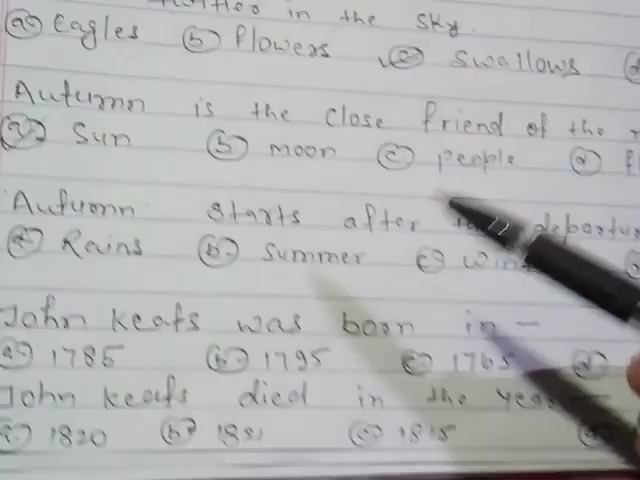 in the sky.
(a) Eagles (b) flowers (c) swallows (d
Autumn is the close friend of the
(a) Sun (b) moon (c) people (d) f
Autumn starts after departu
(a) Rains (b) summer (c) Wint
John Keats was born in -
(a) 1785 (b) 1795 (c) 1765 (d)
John Keats died in the year
(a) 1820 (b) 1821 (c) 1815